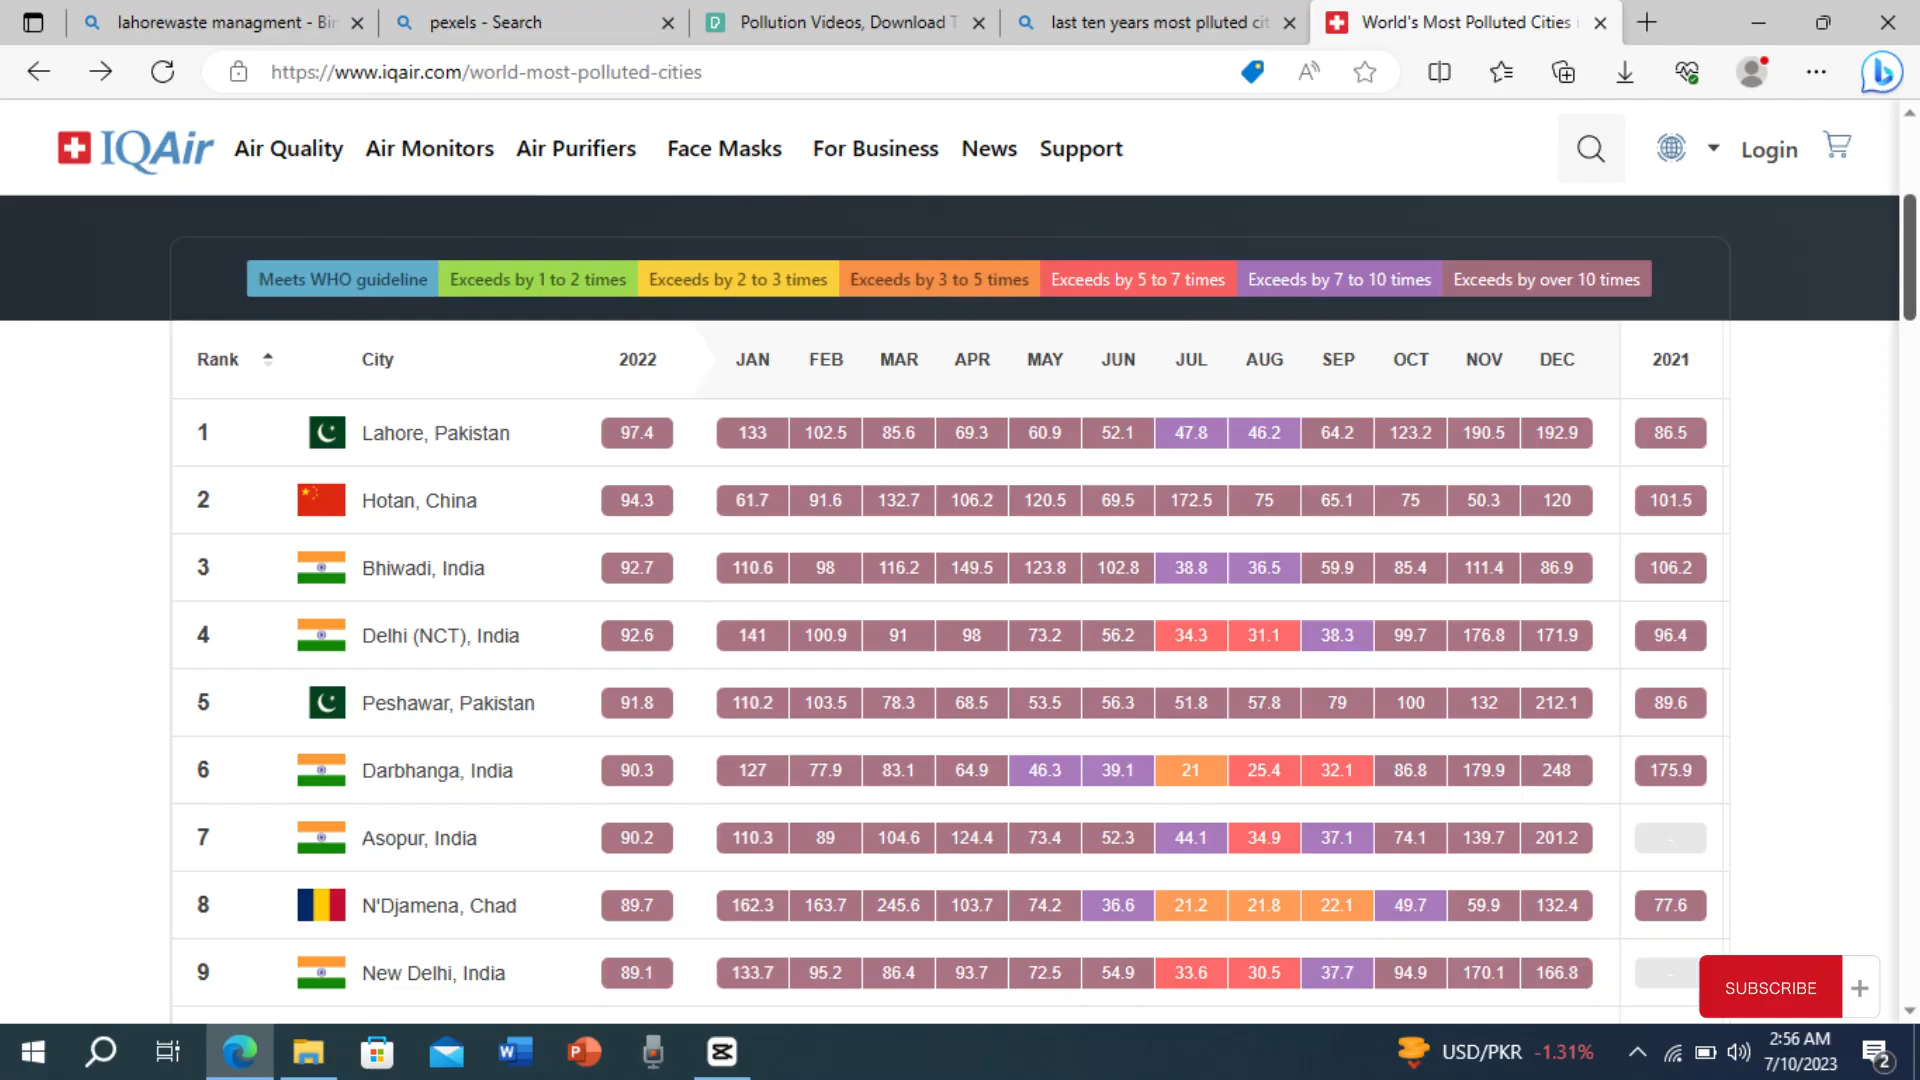 lahorewaste managment - Bin
pexels - Search
Pollution Videos, Download T
last ten years most plluted cit
World's Most Polluted Cities i
https://www.iqair.com/world-most-polluted-cities
IQAir Air Quality Air Monitors Air Purifiers Face Masks For Business News Support Login
Meets WHO guideline Exceeds by 1 to 2 times Exceeds by 2 to 3 times Exceeds by 3 to 5 times Exceeds by 5 to 7 times Exceeds by 7 to 10 times Exceeds by over 10 times
Rank City 2022 JAN FEB MAR APR MAY JUN JUL AUG SEP OCT NOV DEC 2021
1 Lahore, Pakistan 97.4 133 102.5 85.6 69.3 60.9 52.1 47.8 46.2 64.2 123.2 190.5 192.9 86.5
2 Hotan, China 94.3 61.7 91.6 132.7 106.2 120.5 69.5 172.5 75 65.1 75 50.3 120 101.5
3 Bhiwadi, India 92.7 110.6 98 116.2 149.5 123.8 102.8 38.8 36.5 59.9 85.4 111.4 86.9 106.2
4 Delhi (NCT), India 92.6 141 100.9 91 98 73.2 56.2 34.3 31.1 38.3 99.7 176.8 171.9 96.4
5 Peshawar, Pakistan 91.8 110.2 103.5 78.3 68.5 53.5 56.3 51.8 57.8 79 100 132 212.1 89.6
6 Darbhanga, India 90.3 127 77.9 83.1 64.9 46.3 39.1 21 25.4 32.1 86.8 179.9 248 175.9
7 Asopur, India 90.2 110.3 89 104.6 124.4 73.4 52.3 44.1 34.9 37.1 74.1 139.7 201.2 -
8 N'Djamena, Chad 89.7 162.3 163.7 245.6 103.7 74.2 36.6 21.2 21.8 22.1 49.7 59.9 132.4 77.6
9 New Delhi, India 89.1 133.7 95.2 86.4 93.7 72.5 54.9 33.6 30.5 37.7 94.9 170.1 166.8 -
SUBSCRIBE +
USD/PKR -1.31%
2:56 AM
7/10/2023
2